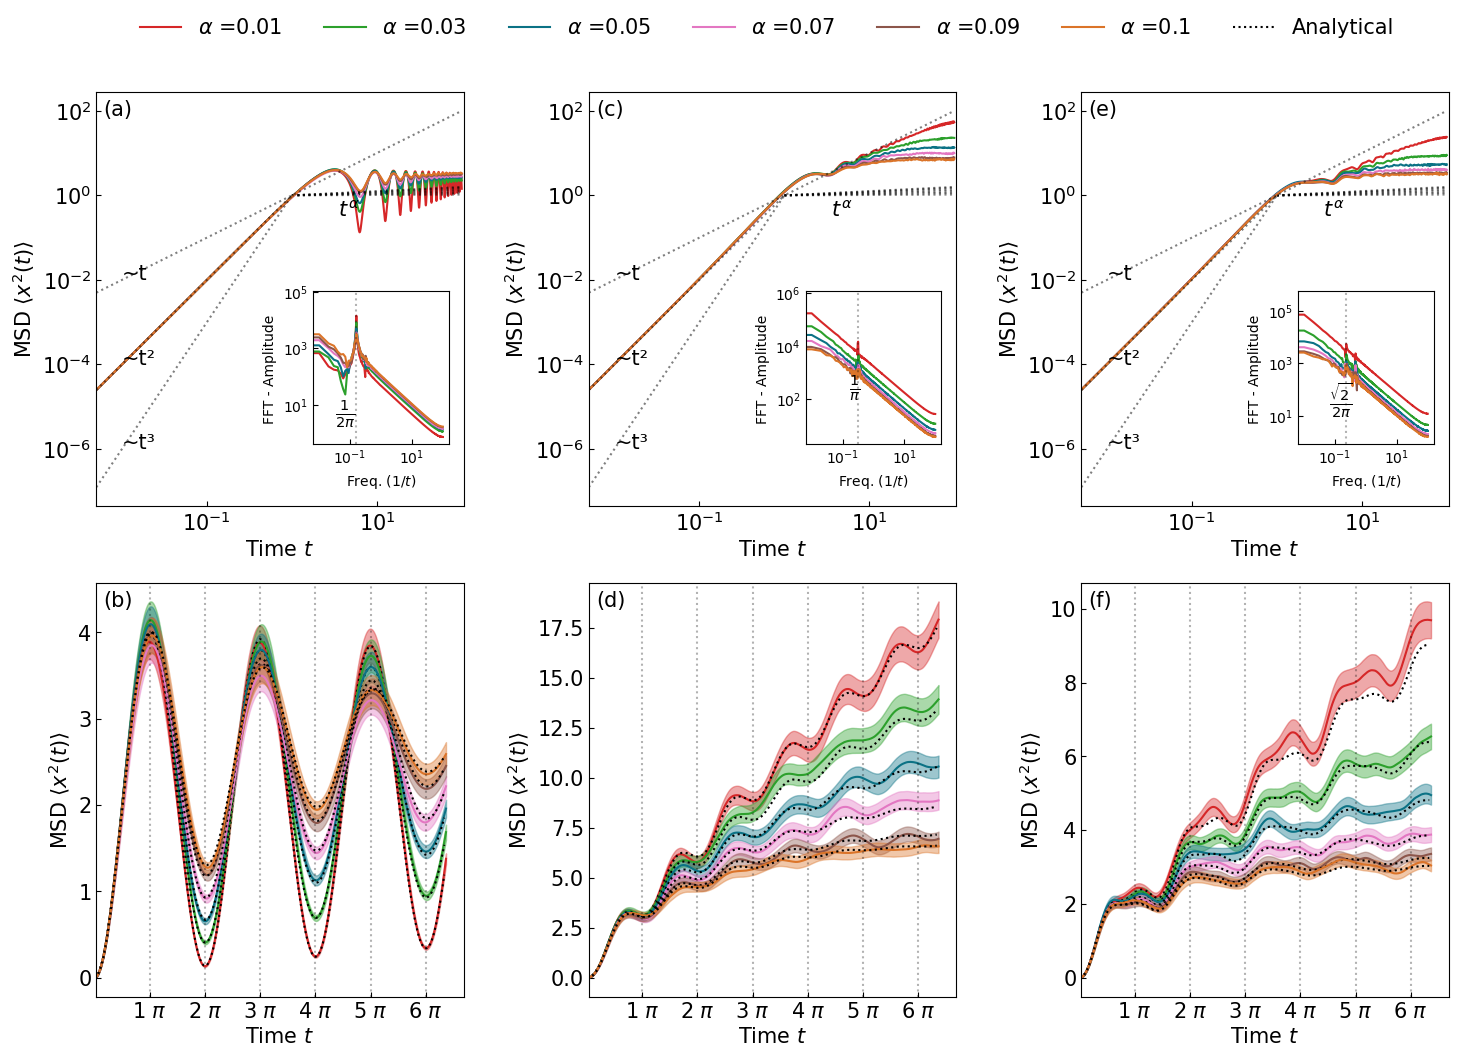 α =0.01 α =0.03 α =0.05 α =0.07 α =0.09 α =0.1 Analytical
(a)
MSD ⟨x²(t)⟩
10² 10⁰ 10⁻² 10⁻⁴ 10⁻⁶
~t
~t²
~t³
t^α
FFT - Amplitude
10⁵ 10³ 10¹
1/2π
10⁻¹ 10¹
Freq. (1/t)
10⁻¹ 10¹
Time t
(c)
MSD ⟨x²(t)⟩
10² 10⁰ 10⁻² 10⁻⁴ 10⁻⁶
~t
~t²
~t³
t^α
FFT - Amplitude
10⁶ 10⁴ 10²
1/π
10⁻¹ 10¹
Freq. (1/t)
10⁻¹ 10¹
Time t
(e)
MSD ⟨x²(t)⟩
10² 10⁰ 10⁻² 10⁻⁴ 10⁻⁶
~t
~t²
~t³
t^α
FFT - Amplitude
10⁵ 10³ 10¹
√2/2π
10⁻¹ 10¹
Freq. (1/t)
10⁻¹ 10¹
Time t
(b)
MSD ⟨x²(t)⟩
4 3 2 1 0
1 π 2 π 3 π 4 π 5 π 6 π
Time t
(d)
MSD ⟨x²(t)⟩
17.5 15.0 12.5 10.0 7.5 5.0 2.5 0.0
1 π 2 π 3 π 4 π 5 π 6 π
Time t
(f)
MSD ⟨x²(t)⟩
10 8 6 4 2 0
1 π 2 π 3 π 4 π 5 π 6 π
Time t